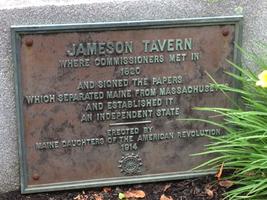 JAMESON TAVERN
WHERE COMMISSIONERS MET IN
1820
AND SIGNED THE PAPERS
WHICH SEPARATED MAINE FROM MASSACHUSETTS
AND ESTABLISHED IT
AN INDEPENDENT STATE
ERECTED BY
MAINE DAUGHTERS OF THE AMERICAN REVOLUTION
1914